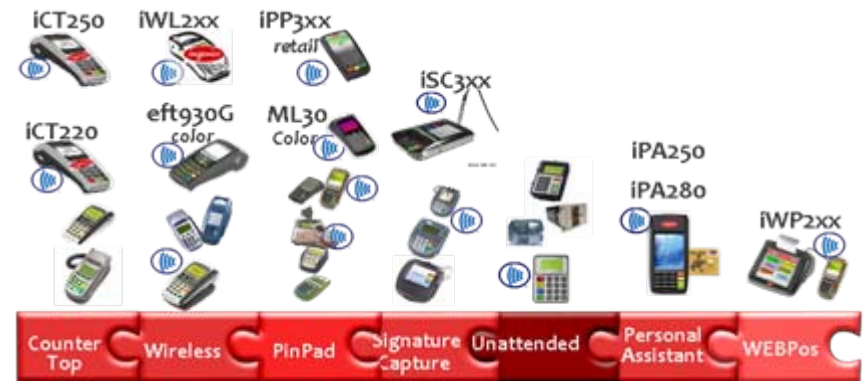 iCT250
iWL2xx
iPP3xx
retail
iSC3xx
iCT220
eft930G
color
ML30
Color
iPA250
iPA280
iWP2xx
Counter
Top
Wireless
PinPad
Signature
Capture
Unattended
Personal
Assistant
WEBPos